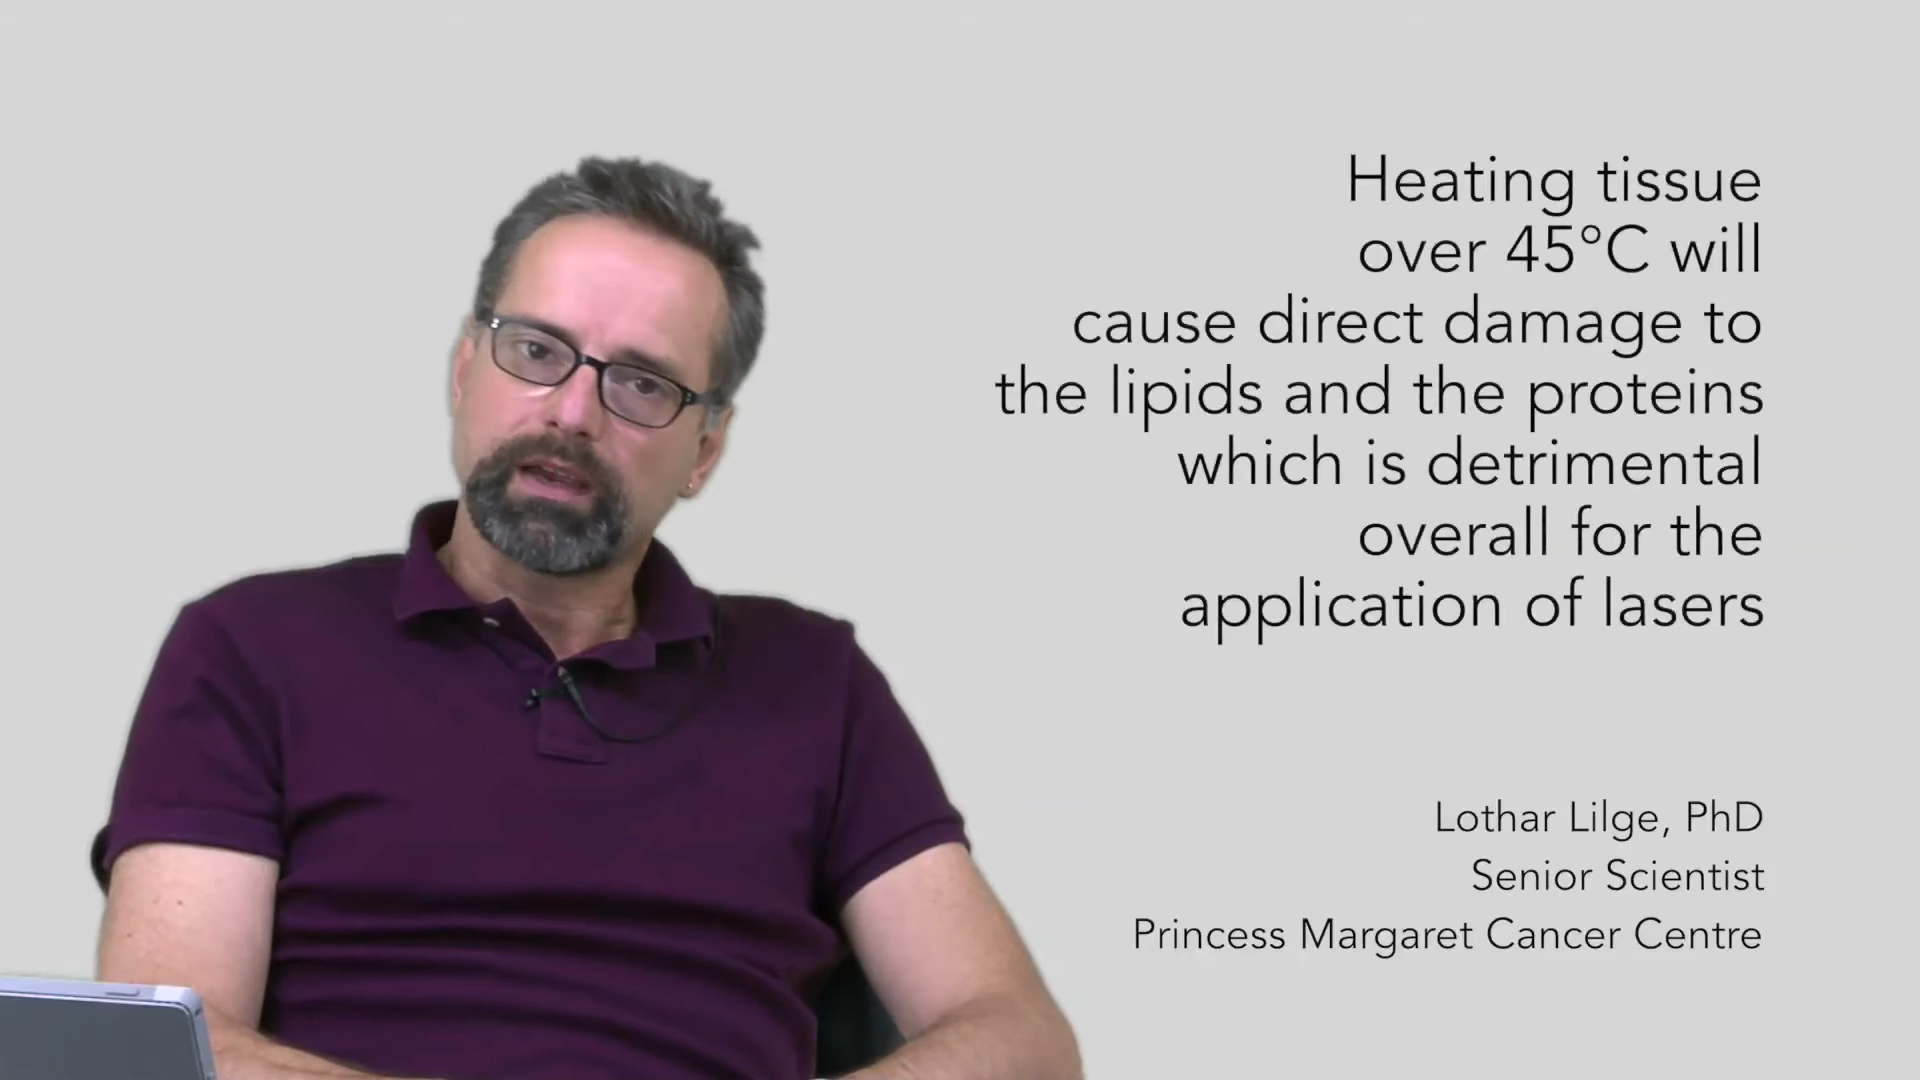 Heating tissue
over 45°C will
cause direct damage to
the lipids and the proteins
which is detrimental
overall for the
application of lasers
Lothar Lilge, PhD
Senior Scientist
Princess Margaret Cancer Centre